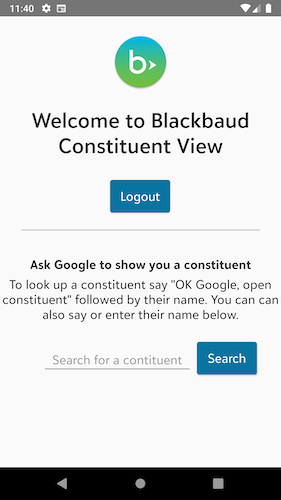 11:40
b
Welcome to Blackbaud
Constituent View
Logout
Ask Google to show you a constituent
To look up a constituent say "OK Google, open
constituent" followed by their name. You can can
also say or enter their name below.
Search for a contituent
Search